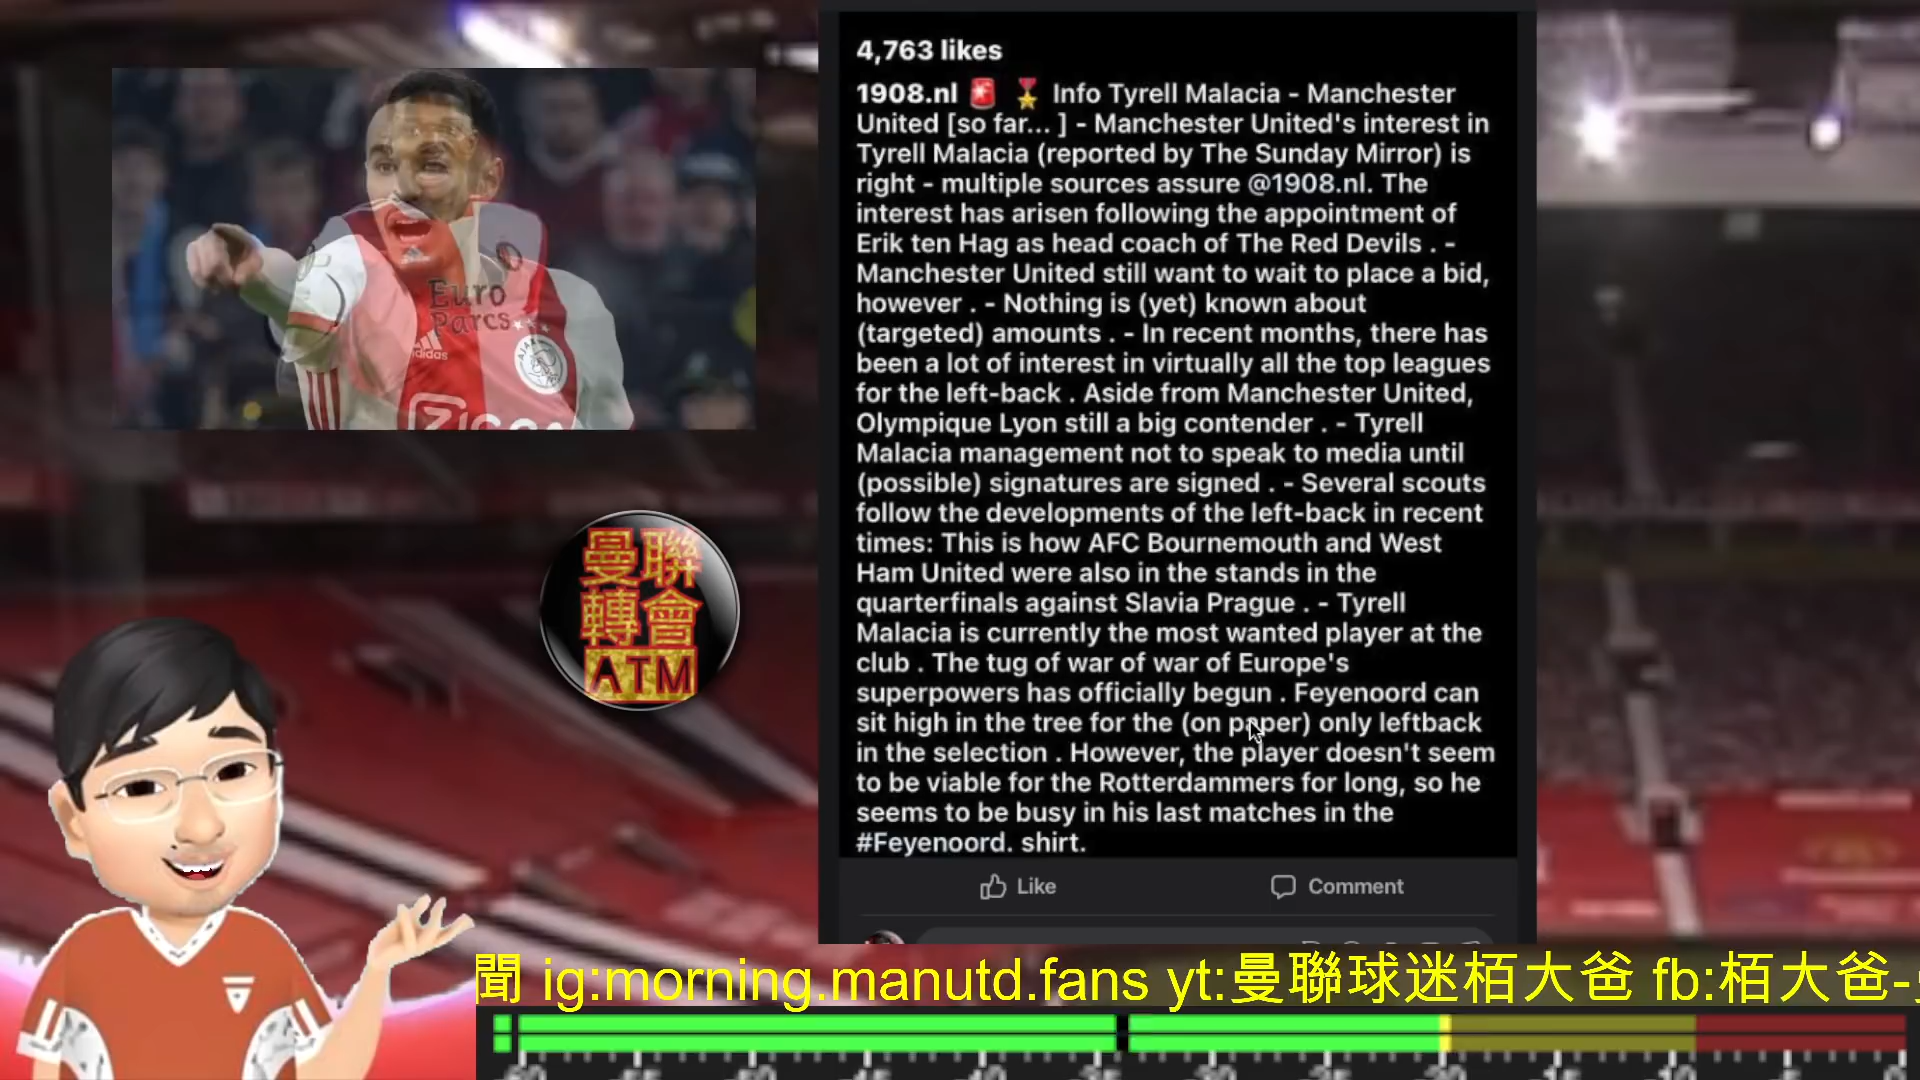 4,763 likes
1908.nl 🚨 🎖️ Info Tyrell Malacia - Manchester
United [so far... ] - Manchester United's interest in
Tyrell Malacia (reported by The Sunday Mirror) is
right - multiple sources assure @1908.nl. The
interest has arisen following the appointment of
Erik ten Hag as head coach of The Red Devils . -
Manchester United still want to wait to place a bid,
however . - Nothing is (yet) known about
(targeted) amounts . - In recent months, there has
been a lot of interest in virtually all the top leagues
for the left-back . Aside from Manchester United,
Olympique Lyon still a big contender . - Tyrell
Malacia management not to speak to media until
(possible) signatures are signed . - Several scouts
follow the developments of the left-back in recent
times: This is how AFC Bournemouth and West
Ham United were also in the stands in the
quarterfinals against Slavia Prague . - Tyrell
Malacia is currently the most wanted player at the
club . The tug of war of war of Europe's
superpowers has officially begun . Feyenoord can
sit high in the tree for the (on paper) only leftback
in the selection . However, the player doesn't seem
to be viable for the Rotterdammers for long, so he
seems to be busy in his last matches in the
#Feyenoord. shirt.
Like
Comment
Euro
Parcs
adidas
AJAX
曼聯
轉會
ATM
聞 ig:morning.manutd.fans yt:曼聯球迷栢大爸 fb:栢大爸-